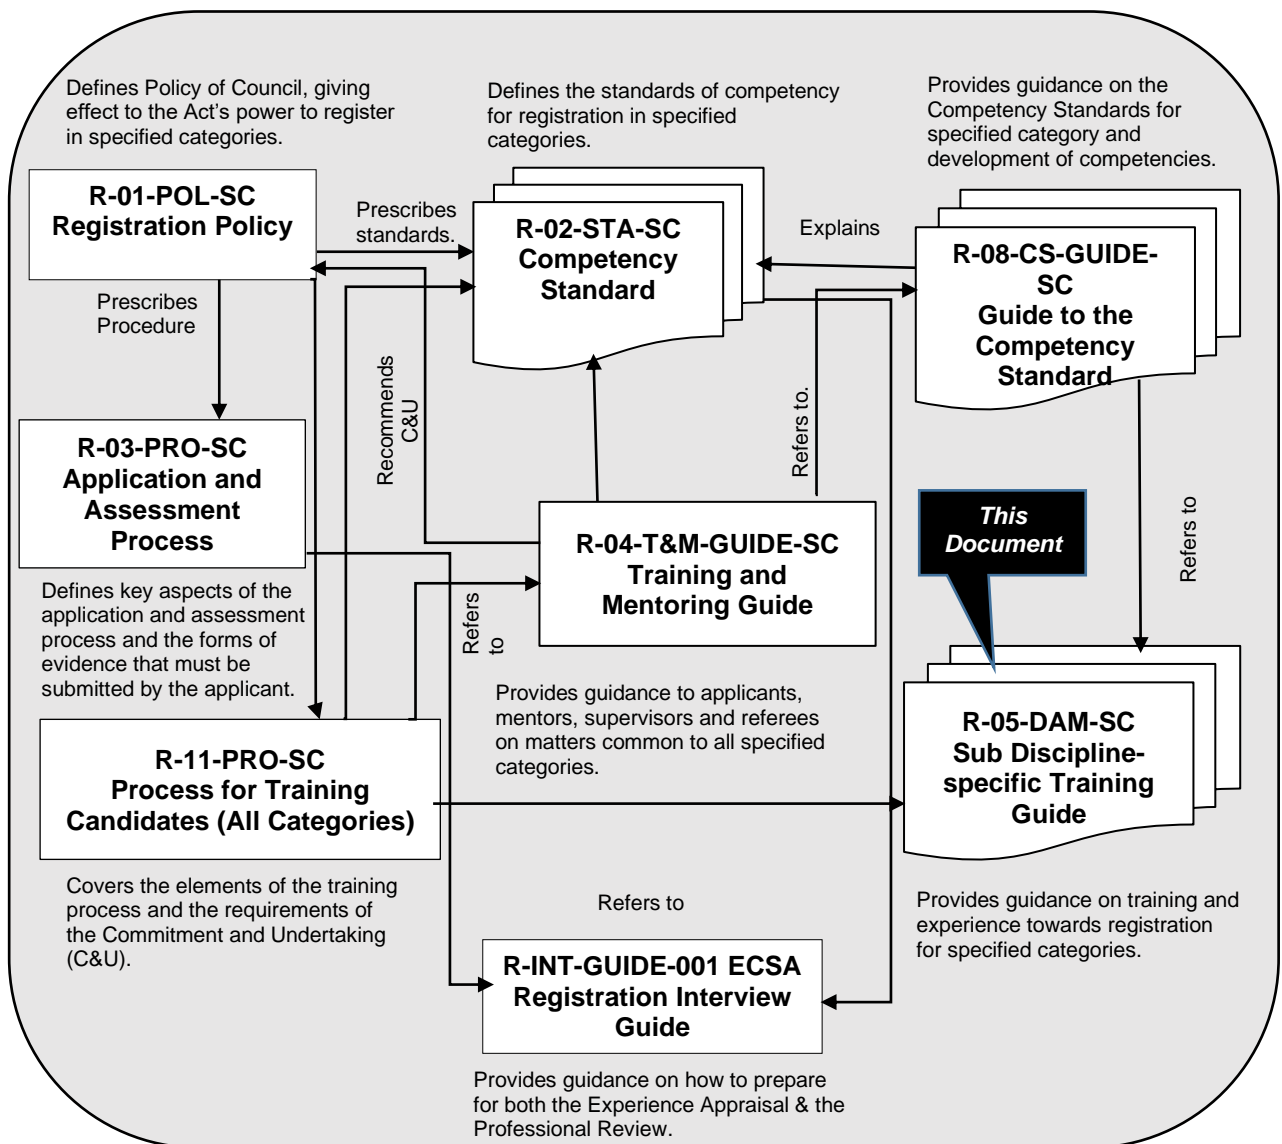 Defines Policy of Council, giving
effect to the Act's power to register
in specified categories.
Defines the standards of competency
for registration in specified
categories.
Provides guidance on the
Competency Standards for
specified category and
development of competencies.
R-01-POL-SC
Registration Policy
Prescribes
standards.
R-02-STA-SC
Competency
Standard
Explains
R-08-CS-GUIDE-
SC
Guide to the
Competency
Standard
Prescribes
Procedure
Recommends
C&U
Refers to.
R-03-PRO-SC
Application and
Assessment
Process
This
Document
Refers to
R-04-T&M-GUIDE-SC
Training and
Mentoring Guide
Defines key aspects of the
application and assessment
process and the forms of
evidence that must be
submitted by the applicant.
Refers
to
Provides guidance to applicants,
mentors, supervisors and referees
on matters common to all specified
categories.
R-05-DAM-SC
Sub Discipline-
specific Training
Guide
R-11-PRO-SC
Process for Training
Candidates (All Categories)
Covers the elements of the training
process and the requirements of
the Commitment and Undertaking
(C&U).
Refers to
Provides guidance on training and
experience towards registration
for specified categories.
R-INT-GUIDE-001 ECSA
Registration Interview
Guide
Provides guidance on how to prepare
for both the Experience Appraisal & the
Professional Review.